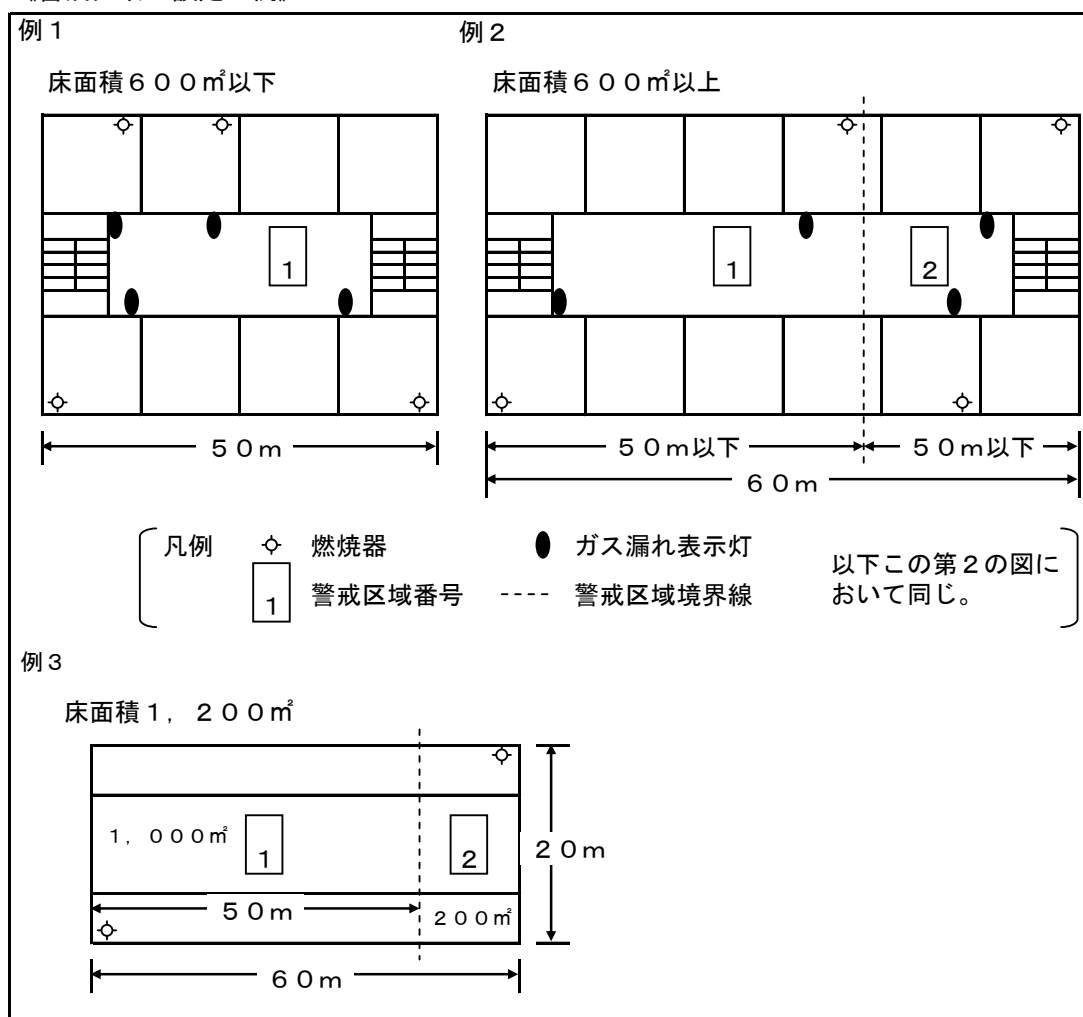 例1
床面積600㎡以下
1
50m
例2
床面積600㎡以上
1
2
50m以下
50m以下
60m
凡例
燃焼器
ガス漏れ表示灯
1
警戒区域番号
警戒区域境界線
以下この第2の図に
おいて同じ。
例3
床面積1,200㎡
1,000㎡
1
2
20m
50m
200㎡
60m